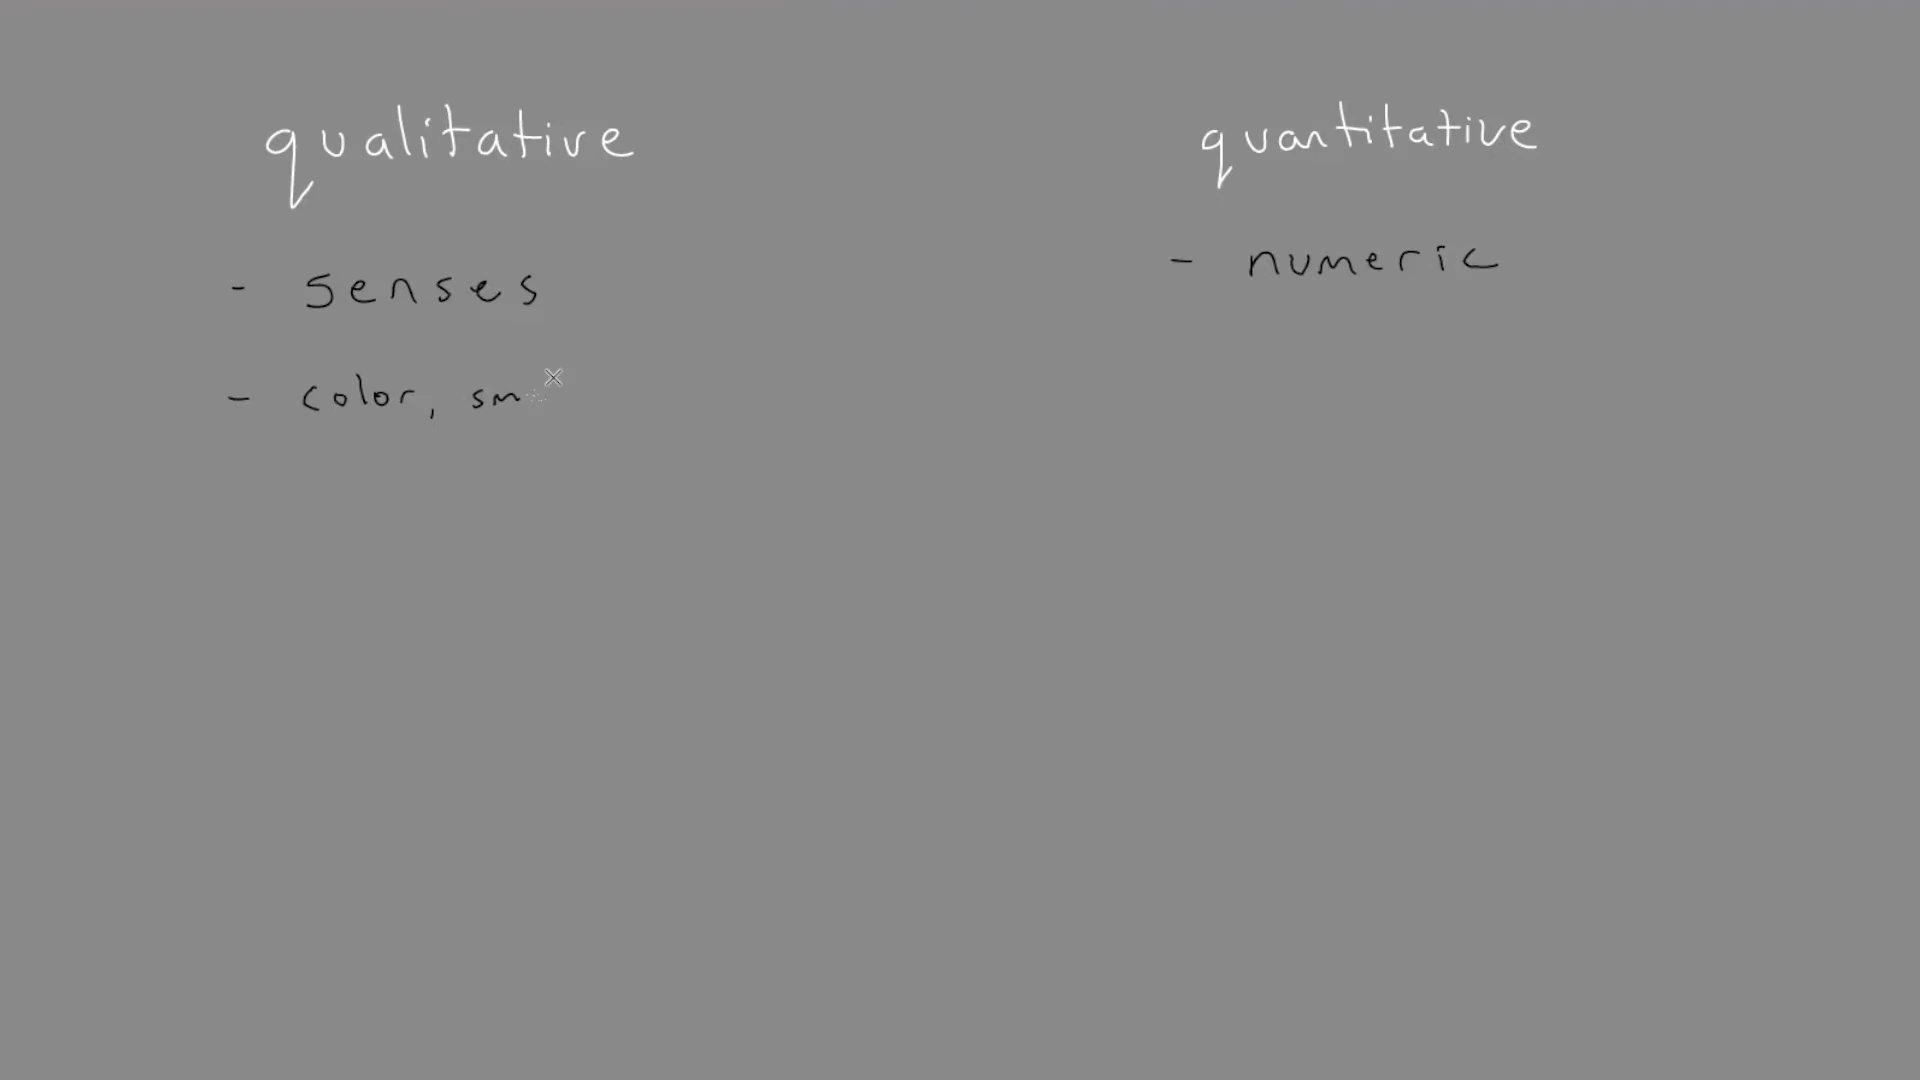 qualitative
- senses
- color, sm
quantitative
- numeric